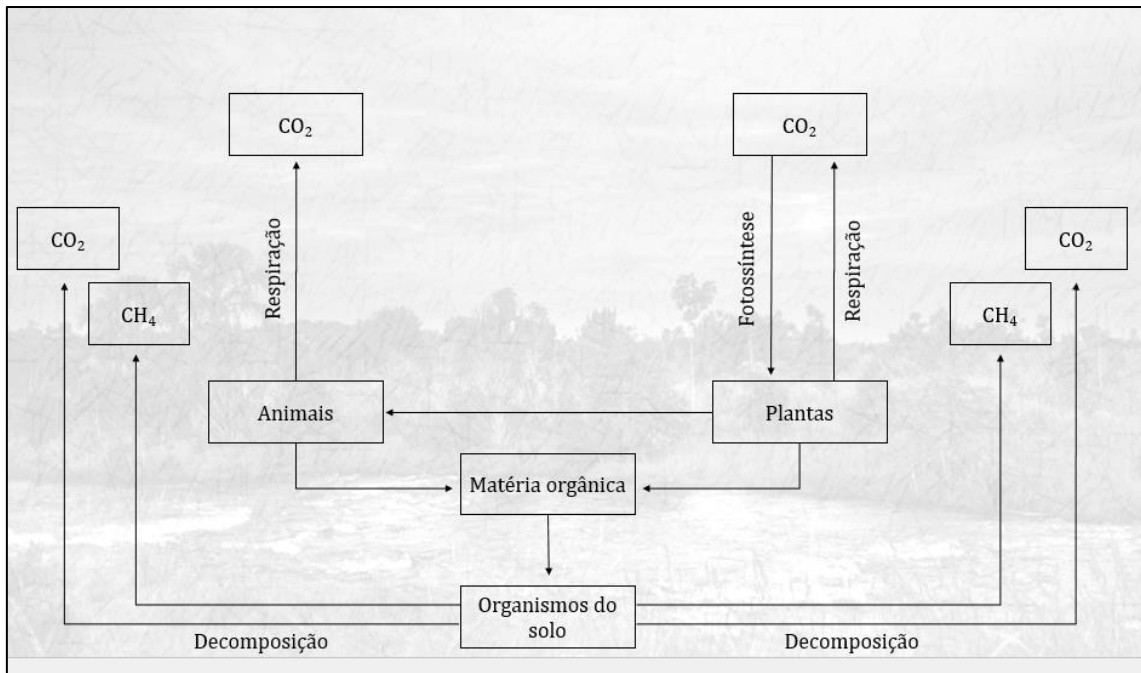 CO₂
CO₂
CO₂
CO₂
Respiração
Fotossíntese
Respiração
CH₄
CH₄
Animais
Plantas
Matéria orgânica
Organismos do
solo
Decomposição
Decomposição